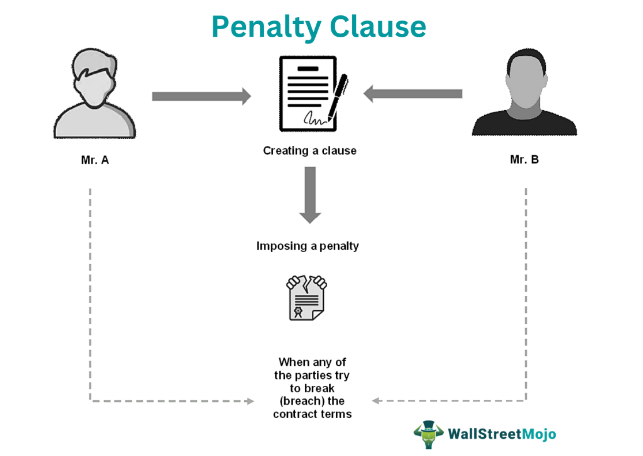 Penalty Clause
Mr. A
Creating a clause
Mr. B
Imposing a penalty
When any of
the parties try
to break
(breach) the
contract terms
WallStreetMojo